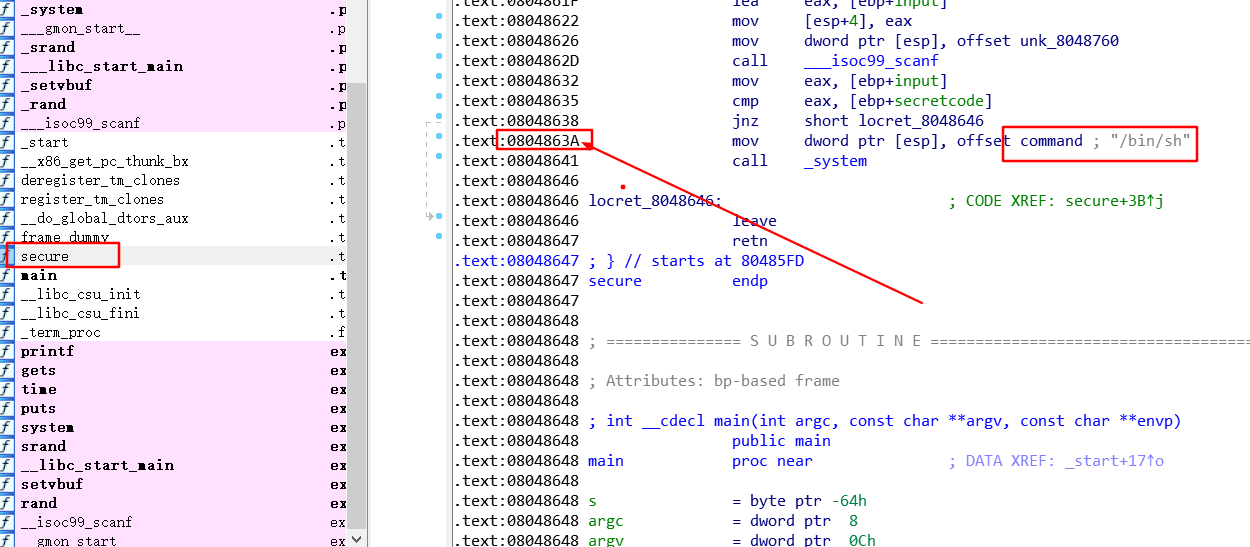 _system .p
___gmon_start__ .p
_srand .p
___libc_start_main .p
_setvbuf .p
_rand .p
___isoc99_scanf .p
_start .t
__x86_get_pc_thunk_bx .t
deregister_tm_clones .t
register_tm_clones .t
__do_global_dtors_aux .t
frame_dummy .t
secure .t
main .t
__libc_csu_init .t
__libc_csu_fini .t
_term_proc .f
printf ex
gets ex
time ex
puts ex
system ex
srand ex
__libc_start_main ex
setvbuf ex
rand ex
__isoc99_scanf ex
__gmon_start__ ex
.text:0804861F lea eax, [ebp+input]
.text:08048622 mov [esp+4], eax
.text:08048626 mov dword ptr [esp], offset unk_8048760
.text:0804862D call ___isoc99_scanf
.text:08048632 mov eax, [ebp+input]
.text:08048635 cmp eax, [ebp+secretcode]
.text:08048638 jnz short locret_8048646
.text:0804863A mov dword ptr [esp], offset command ; "/bin/sh"
.text:08048641 call _system
.text:08048646
.text:08048646 locret_8048646: ; CODE XREF: secure+3B↑j
.text:08048646 leave
.text:08048647 retn
.text:08048647 ; } // starts at 80485FD
.text:08048647 secure endp
.text:08048647
.text:08048648
.text:08048648 ; =============== S U B R O U T I N E ===================================
.text:08048648
.text:08048648 ; Attributes: bp-based frame
.text:08048648
.text:08048648 ; int __cdecl main(int argc, const char **argv, const char **envp)
.text:08048648 public main
.text:08048648 main proc near ; DATA XREF: _start+17↑o
.text:08048648
.text:08048648 s = byte ptr -64h
.text:08048648 argc = dword ptr 8
.text:08048648 argv = dword ptr 0Ch